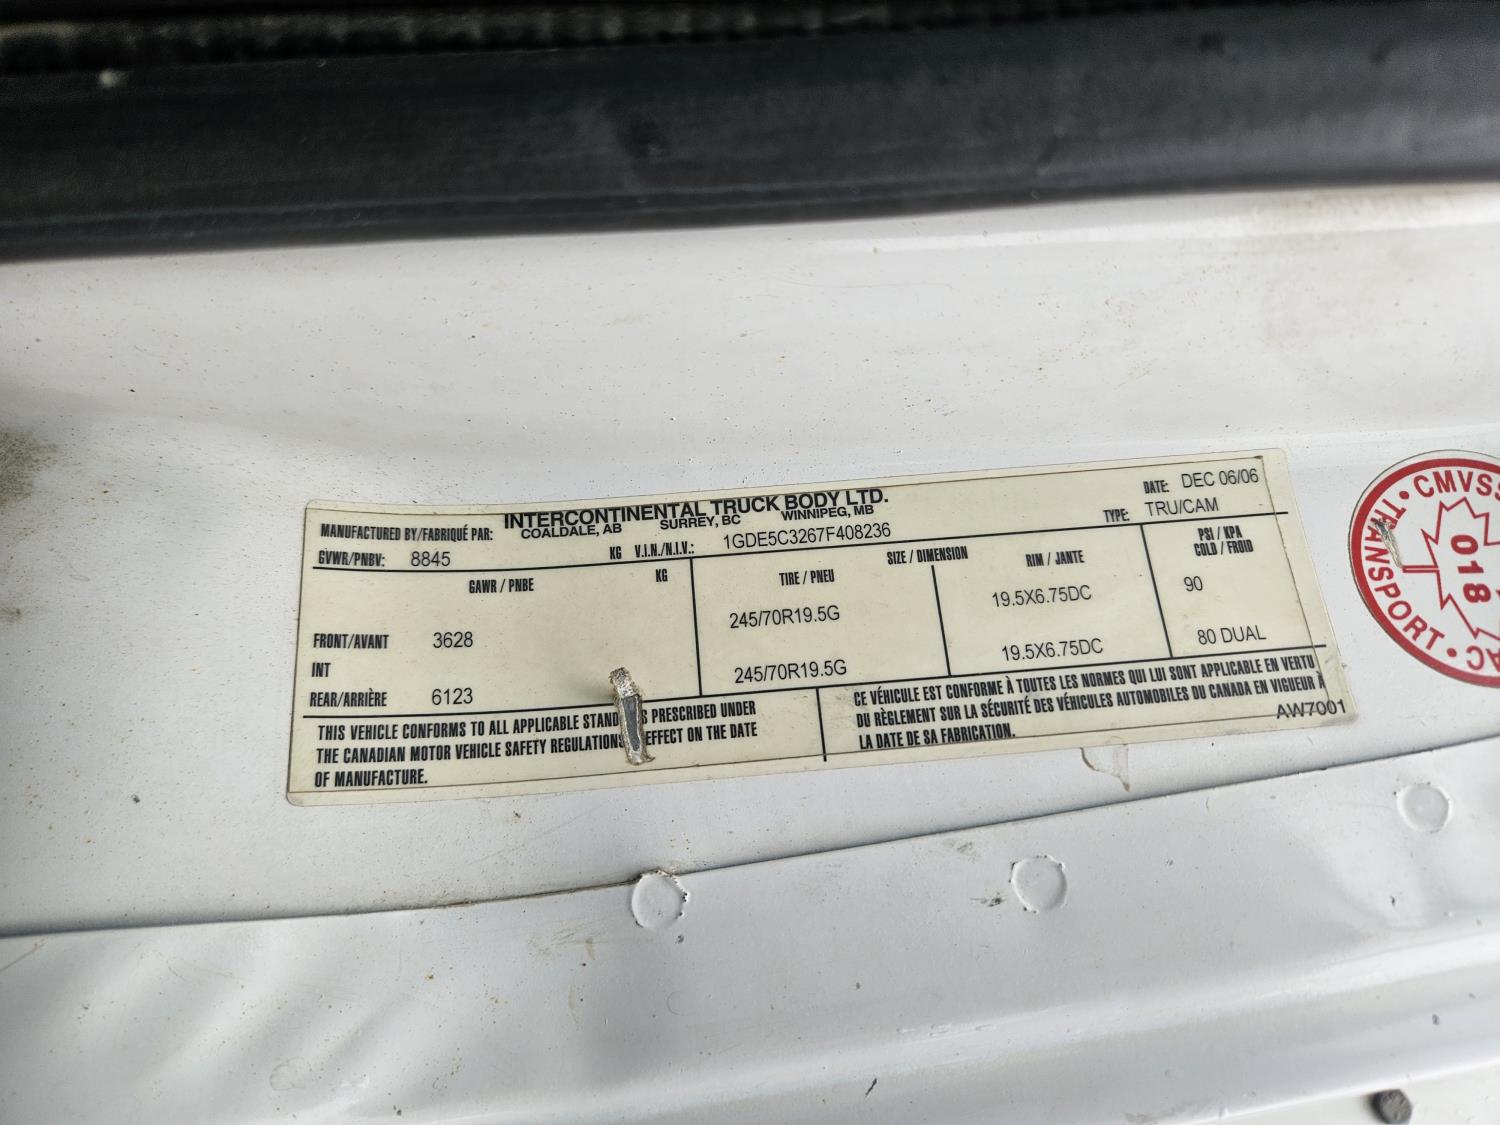 MANUFACTURED BY/FABRIQUÉ PAR: INTERCONTINENTAL TRUCK BODY LTD. DATE: DEC 06/06
COALDALE, AB SURREY, BC WINNIPEG, MB TYPE: TRU/CAM
GVWR/PNBV: 8845 KG V.I.N./N.I.V.: 1GDE5C3267F408236
GAWR / PNBE KG SIZE / DIMENSION PSI / KPA
TIRE / PNEU RIM / JANTE COLD / FROID
FRONT/AVANT 3628 245/70R19.5G 19.5X6.75DC 90
INT
REAR/ARRIÈRE 6123 245/70R19.5G 19.5X6.75DC 80 DUAL
THIS VEHICLE CONFORMS TO ALL APPLICABLE STAND S PRESCRIBED UNDER
THE CANADIAN MOTOR VEHICLE SAFETY REGULATIONS EFFECT ON THE DATE
OF MANUFACTURE.
CE VÉHICULE EST CONFORME À TOUTES LES NORMES QUI LUI SONT APPLICABLE EN VERTU
DU RÈGLEMENT SUR LA SÉCURITÉ DES VÉHICULES AUTOMOBILES DU CANADA EN VIGUEUR À
LA DATE DE SA FABRICATION.
AW7001
CMVSS
TRANSPORT
018